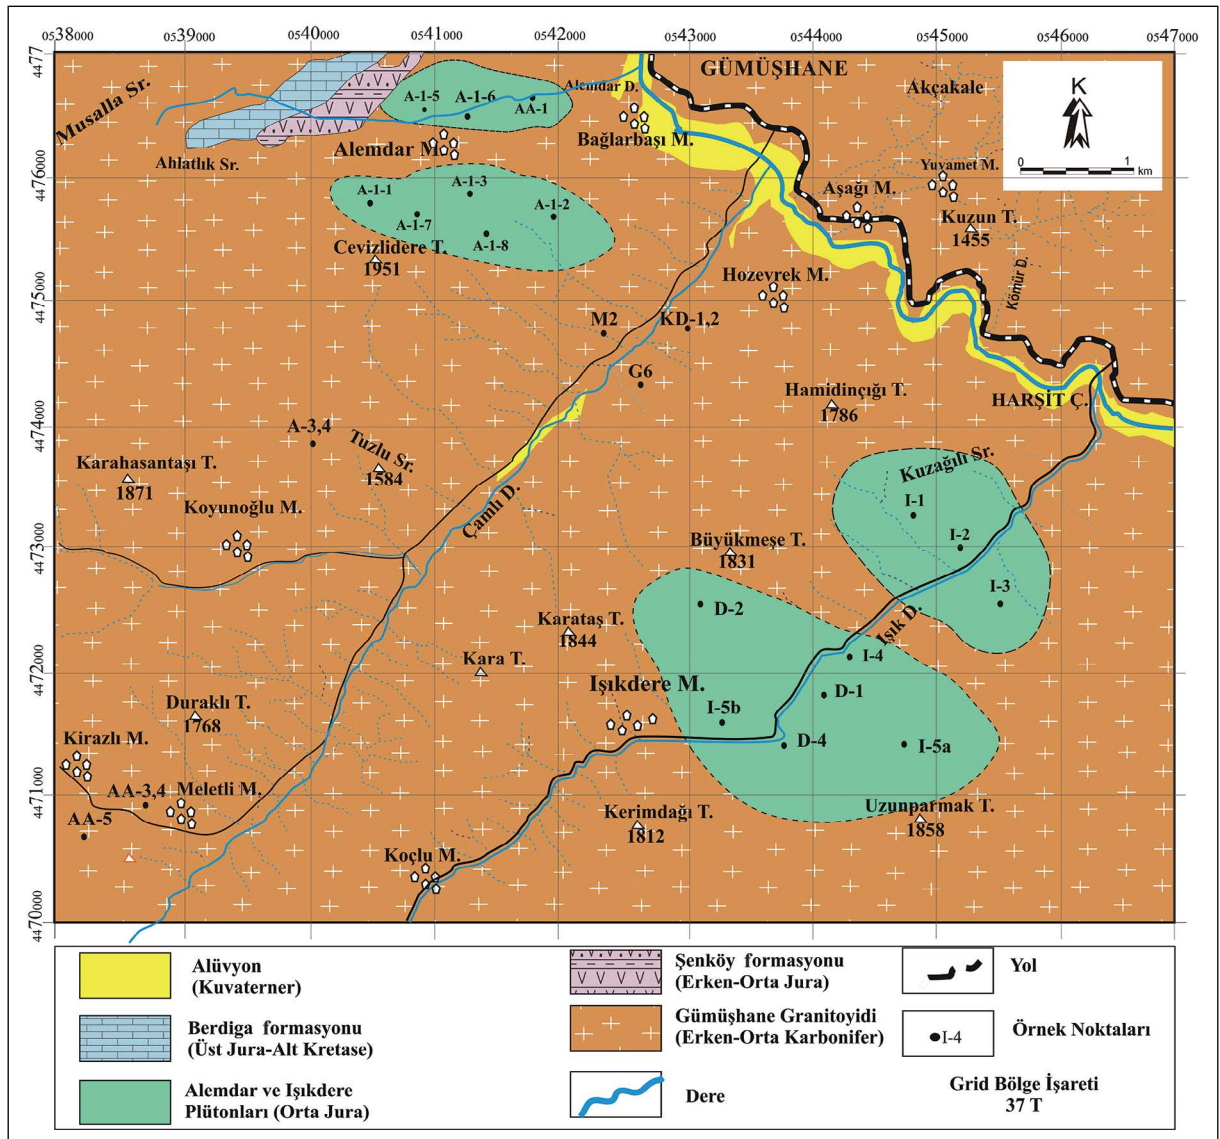 0538000 0539000 0540000 0541000 0542000 0543000 0544000 0545000 0546000 0547000
4477
4476000
4475000
4474000
4473000
4472000
4471000
4470000
Musalla Sr.
Ahlatlık Sr.
A-1-5
A-1-6
AA-1
Alemdar D.
GÜMÜŞHANE
Akçakale
K
0 1
km
Alemdar M.
Bağlarbaşı M.
Yuvamet M.
Aşağı M.
Kuzun T.
1455
A-1-1
A-1-3
A-1-2
A-1-7
A-1-8
Cevizlidere T.
1951
Hozevrek M.
Kömür D.
M2
KD-1,2
G6
Hamidinçığı T.
1786
HARŞİT Ç.
A-3,4
Tuzlu Sr.
1584
Karahasantaşı T.
1871
Koyunoğlu M.
Çamlı D.
Kuzağılı Sr.
I-1
I-2
I-3
Büyükmeşe T.
1831
D-2
Karataş T.
1844
Işık D.
I-4
Kara T.
Işıkdere M.
D-1
I-5b
D-4
I-5a
Duraklı T.
1768
Kirazlı M.
AA-3,4
Meletli M.
AA-5
Kerimdağı T.
1812
Uzunparmak T.
1858
Koçlu M.
Alüvyon
(Kuvaterner)
Berdiga formasyonu
(Üst Jura-Alt Kretase)
Alemdar ve Işıkdere
Plütonları (Orta Jura)
Şenköy formasyonu
(Erken-Orta Jura)
Gümüşhane Granitoyidi
(Erken-Orta Karbonifer)
Dere
Yol
I-4
Örnek Noktaları
Grid Bölge İşareti
37 T